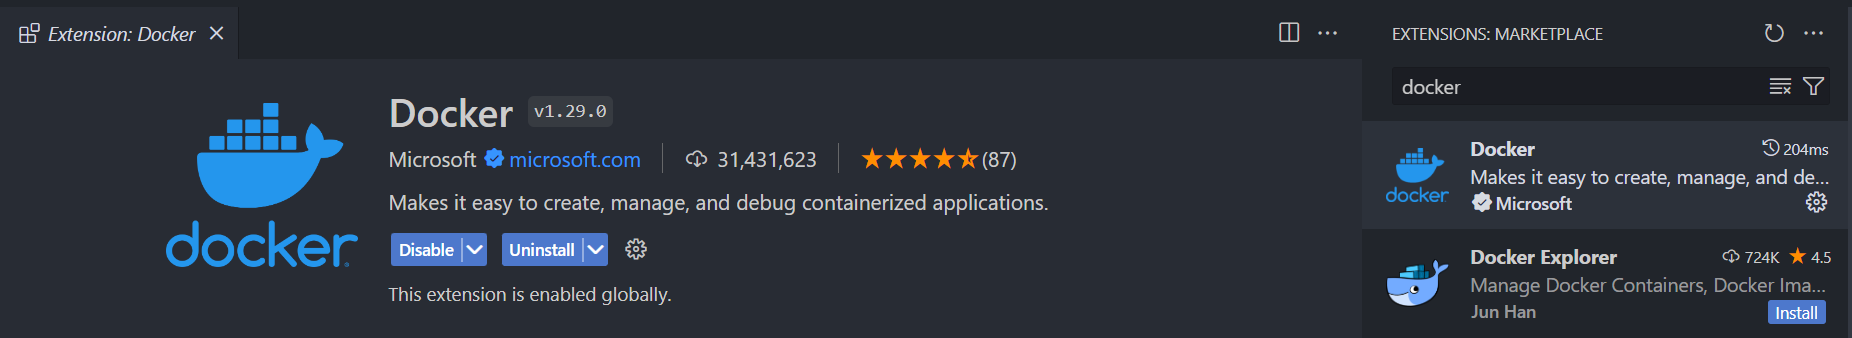 Extension: Docker
Docker v1.29.0
Microsoft microsoft.com 31,431,623 (87)
Makes it easy to create, manage, and debug containerized applications.
Disable Uninstall
This extension is enabled globally.
docker
EXTENSIONS: MARKETPLACE
docker
Docker 204ms
Makes it easy to create, manage, and de...
Microsoft
docker
Docker Explorer 724K 4.5
Manage Docker Containers, Docker Ima...
Jun Han Install